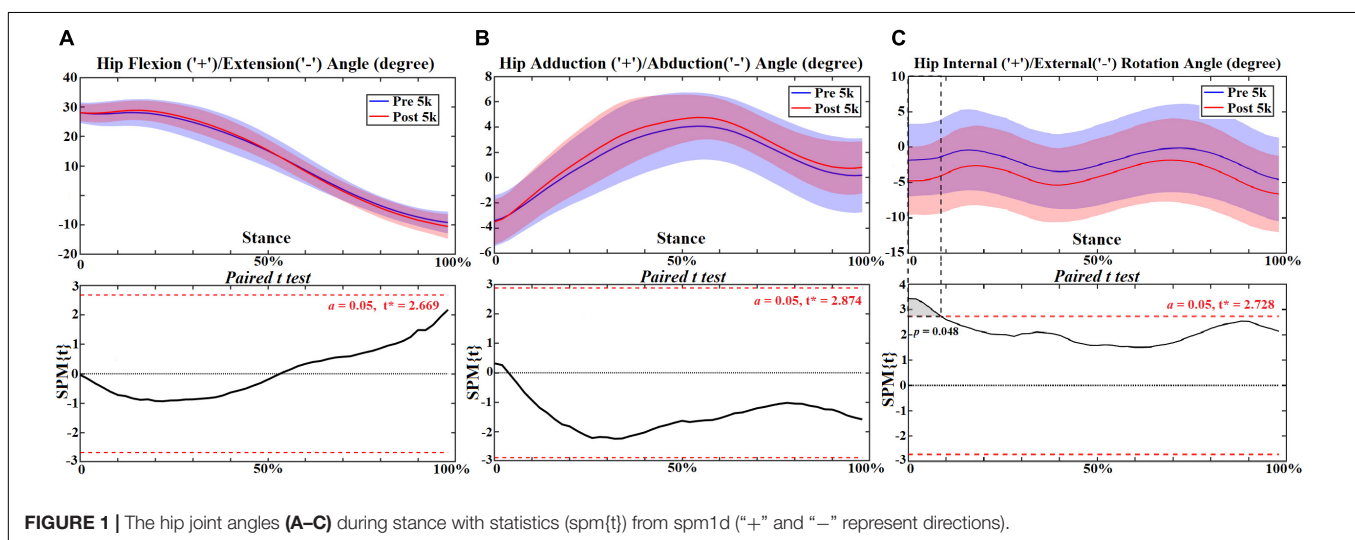 A
B
C
Hip Flexion ('+')/Extension('-') Angle (degree)
Hip Adduction ('+')/Abduction('-') Angle (degree)
Hip Internal ('+')/External('-') Rotation Angle (degree)
40
30
20
10
0
-10
-20
Pre 5k
Post 5k
Stance
0
50%
100%
8
6
4
2
0
-2
-4
-6
Pre 5k
Post 5k
Stance
0
50%
100%
10
5
0
-5
-10
-15
Pre 5k
Post 5k
Stance
0
50%
100%
Paired t test
SPM{t}
3
2
1
0
-1
-2
-3
a = 0.05, t* = 2.669
0
50%
100%
Paired t test
SPM{t}
3
2
1
0
-1
-2
-3
a = 0.05, t* = 2.874
0
50%
100%
Paired t test
SPM{t}
4
3
2
1
0
-1
-2
-3
a = 0.05, t* = 2.728
p = 0.048
0
50%
100%
FIGURE 1 | The hip joint angles (A–C) during stance with statistics (spm{t}) from spm1d (“+” and “−” represent directions).